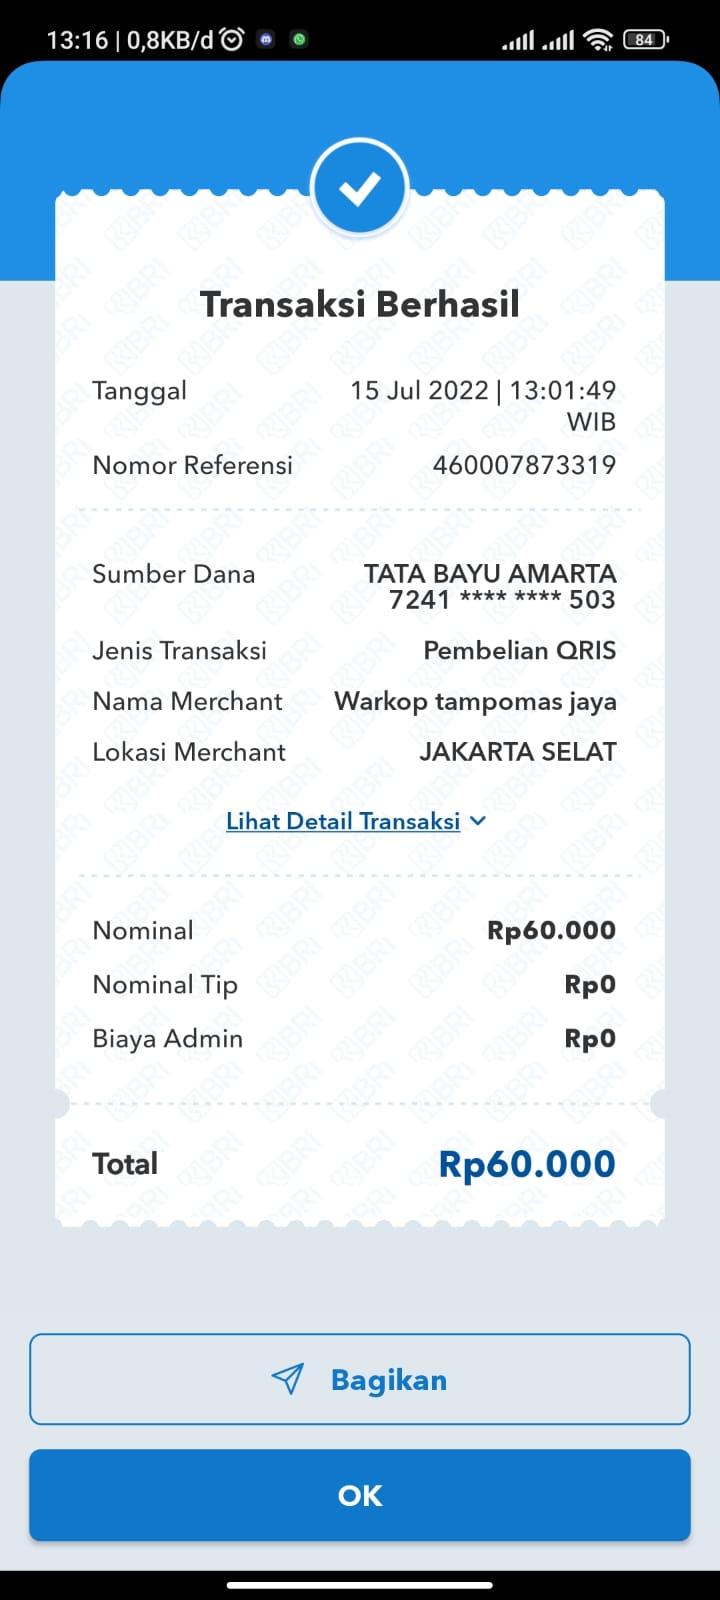 13:16 | 0,8KB/d
84
Transaksi Berhasil
Tanggal 15 Jul 2022 | 13:01:49
WIB
Nomor Referensi 460007873319
Sumber Dana TATA BAYU AMARTA
7241 **** **** 503
Jenis Transaksi Pembelian QRIS
Nama Merchant Warkop tampomas jaya
Lokasi Merchant JAKARTA SELAT
Lihat Detail Transaksi
Nominal Rp60.000
Nominal Tip Rp0
Biaya Admin Rp0
Total Rp60.000
Bagikan
OK